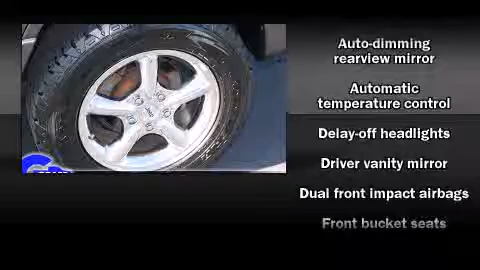 Auto-dimming
rearview mirror
Automatic
temperature control
Delay-off headlights
Driver vanity mirror
Dual front impact airbags
Front bucket seats